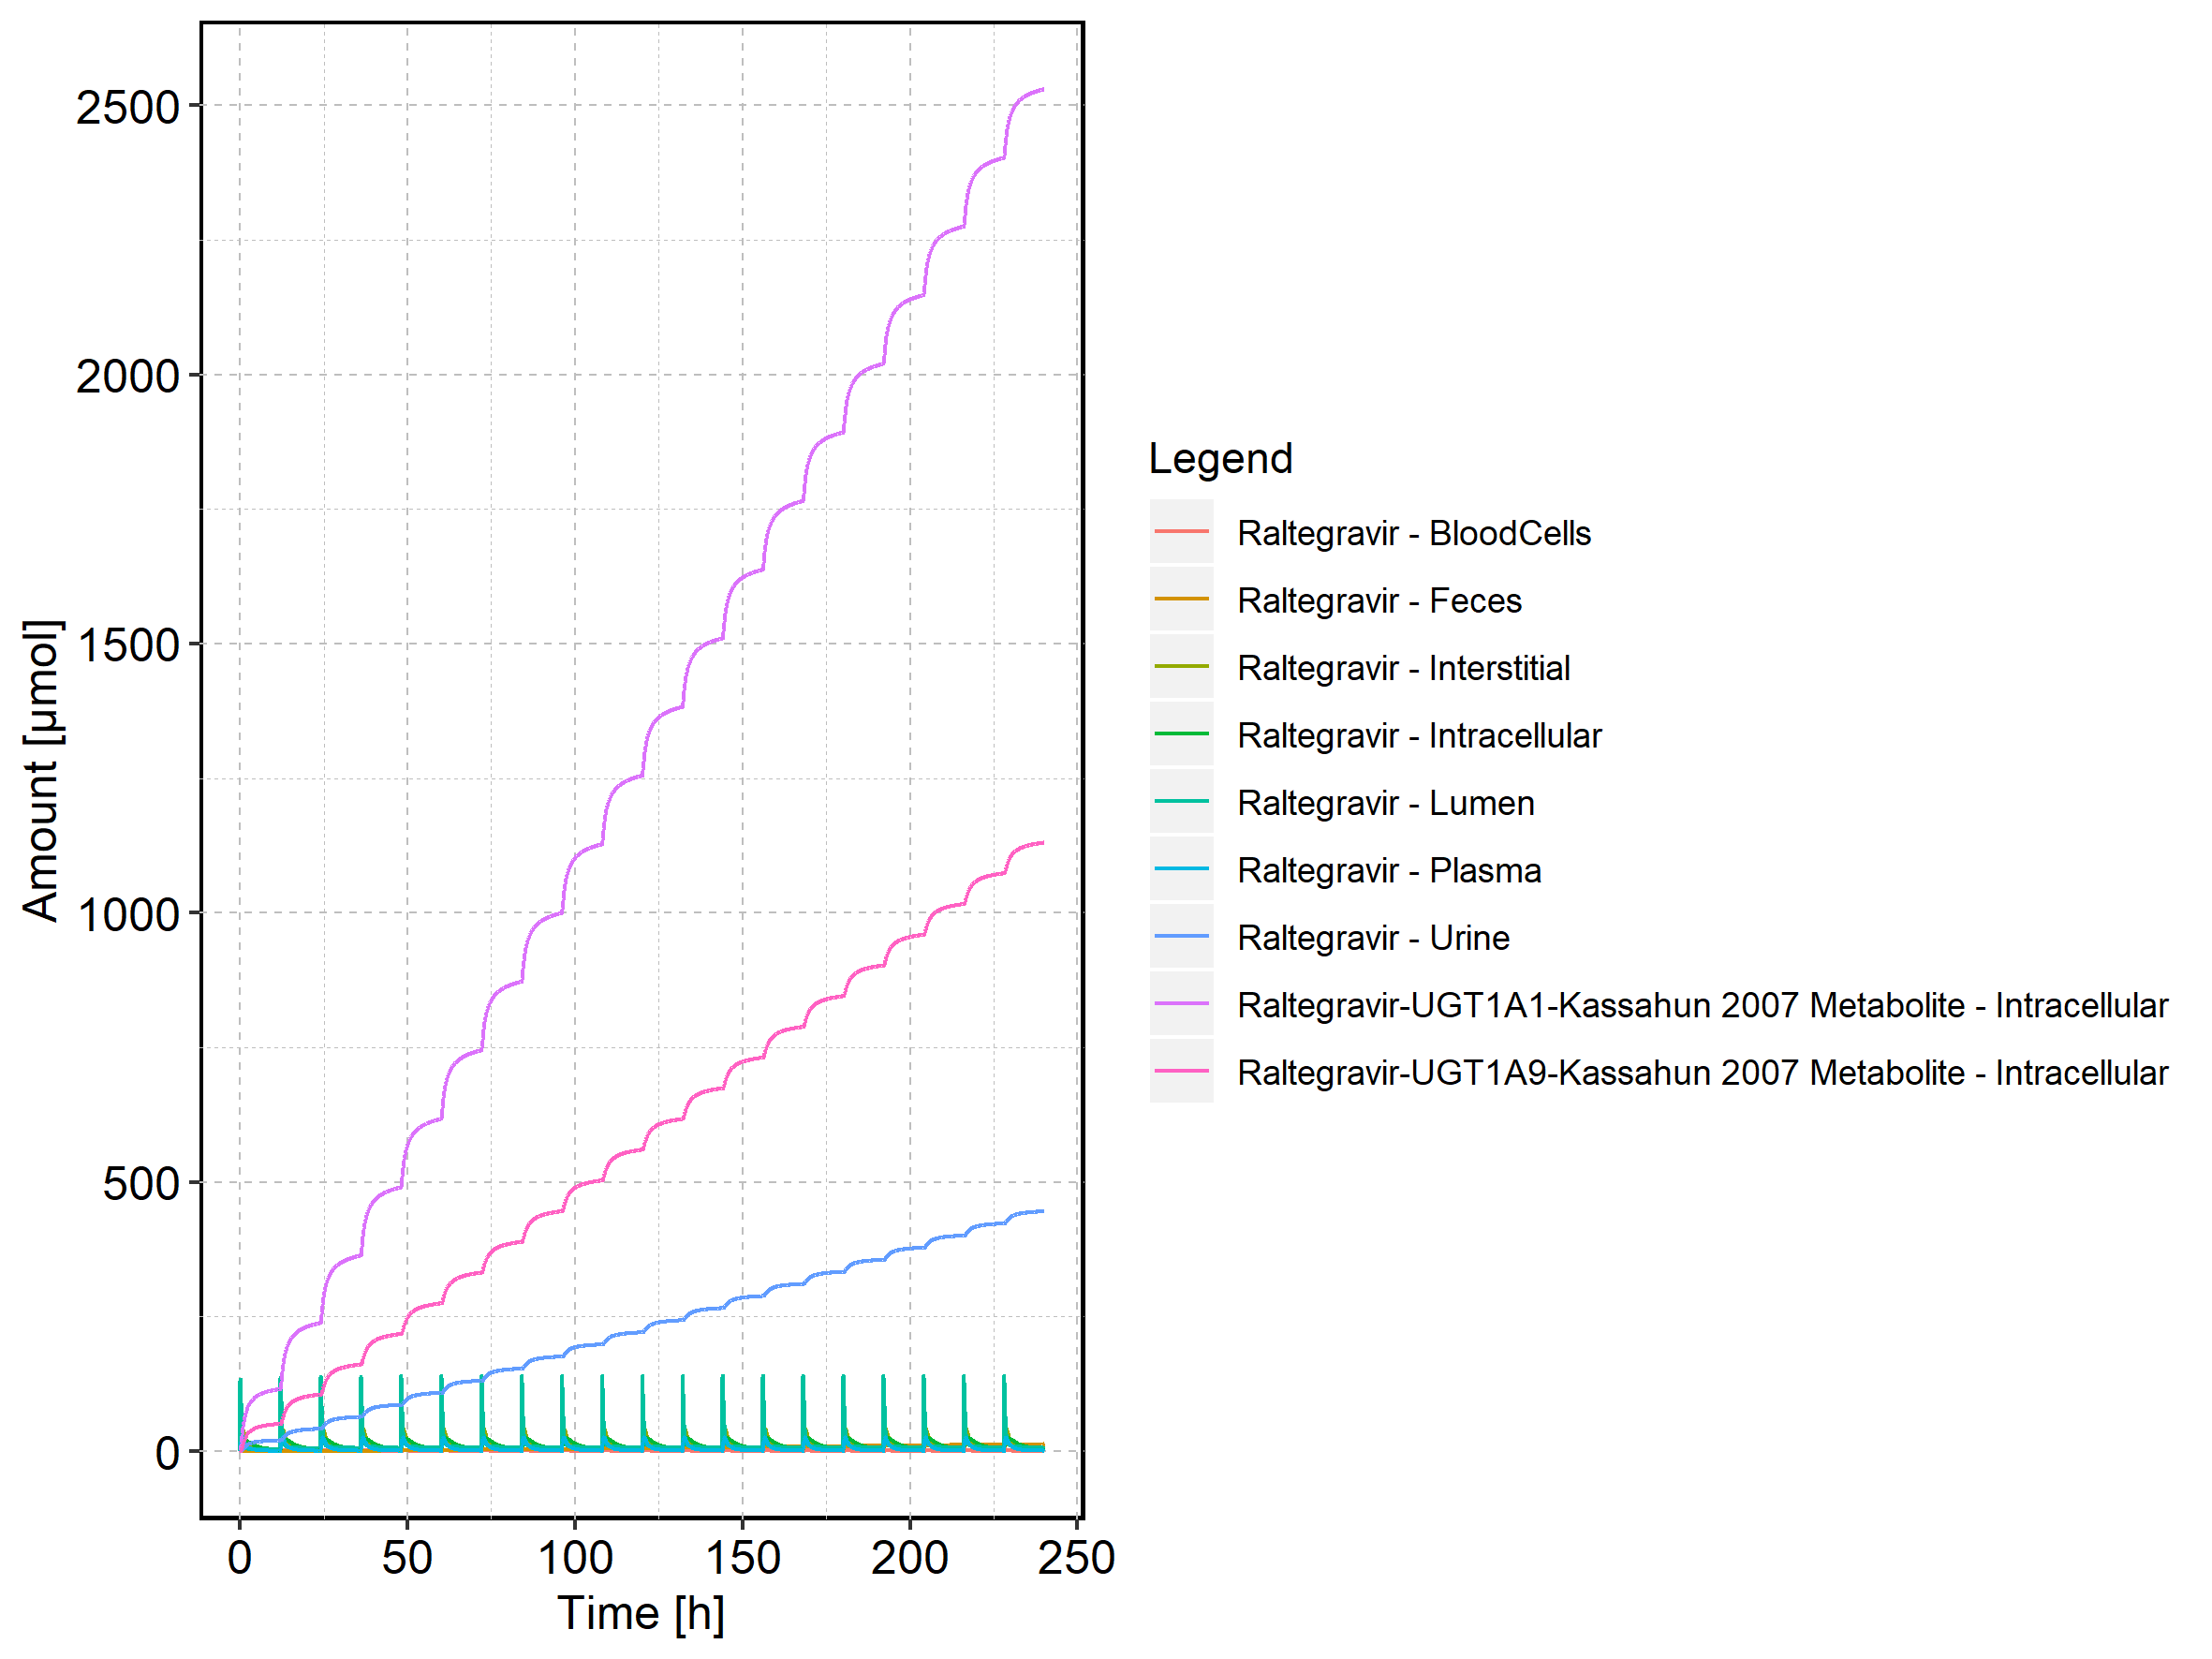 2500
2000
1500
1000
500
0
Amount [µmol]
0 50 100 150 200 250
Time [h]
Legend
Raltegravir - BloodCells
Raltegravir - Feces
Raltegravir - Interstitial
Raltegravir - Intracellular
Raltegravir - Lumen
Raltegravir - Plasma
Raltegravir - Urine
Raltegravir-UGT1A1-Kassahun 2007 Metabolite - Intracellular
Raltegravir-UGT1A9-Kassahun 2007 Metabolite - Intracellular